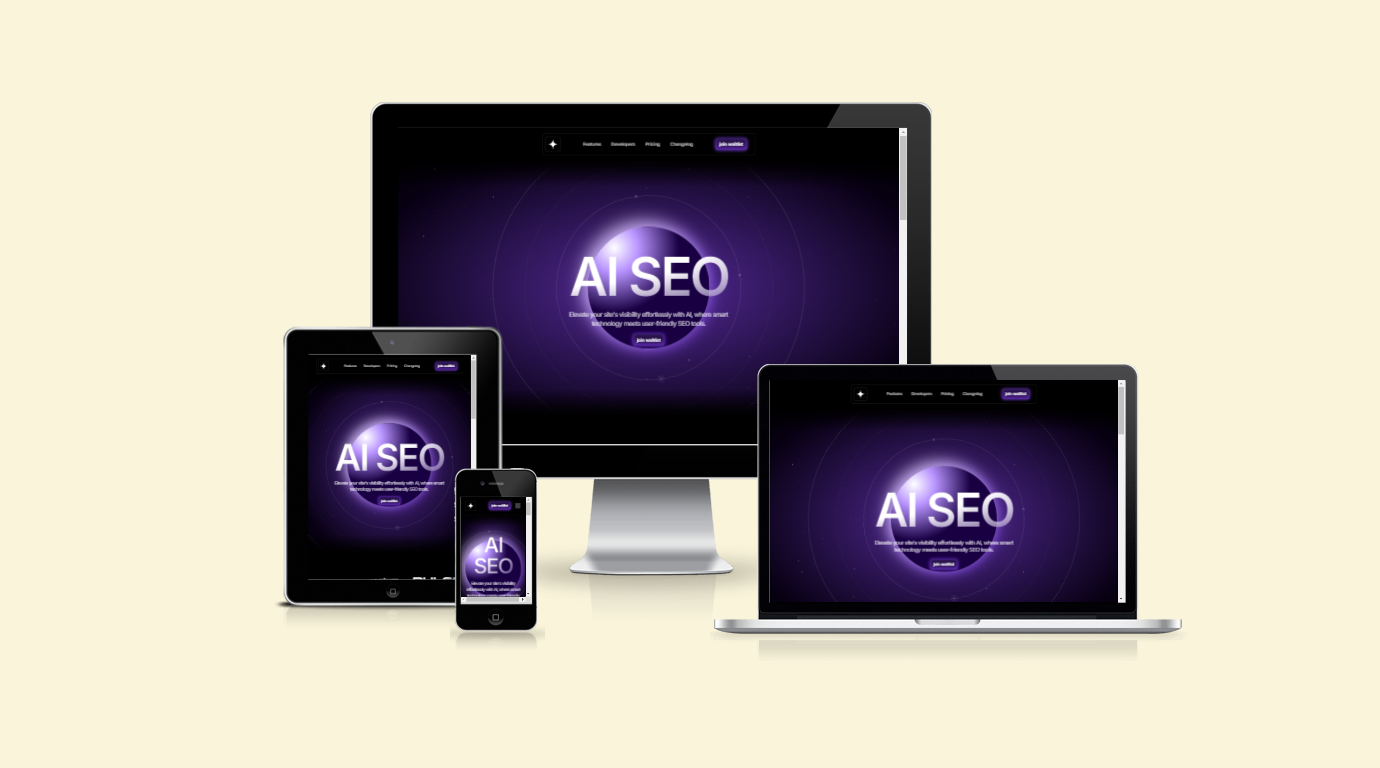 Features Developers Pricing Changelog join waitlist
AI SEO
Elevate your site's visibility effortlessly with AI, where smart
technology meets user-friendly SEO tools.
join waitlist
Features Developers Pricing Changelog join waitlist
AI SEO
Elevate your site's visibility effortlessly with AI, where smart
technology meets user-friendly SEO tools.
join waitlist
join waitlist
AI
SEO
Elevate your site's visibility
effortlessly with AI, where smart
Features Developers Pricing Changelog join waitlist
AI SEO
Elevate your site's visibility effortlessly with AI, where smart
technology meets user-friendly SEO tools.
join waitlist